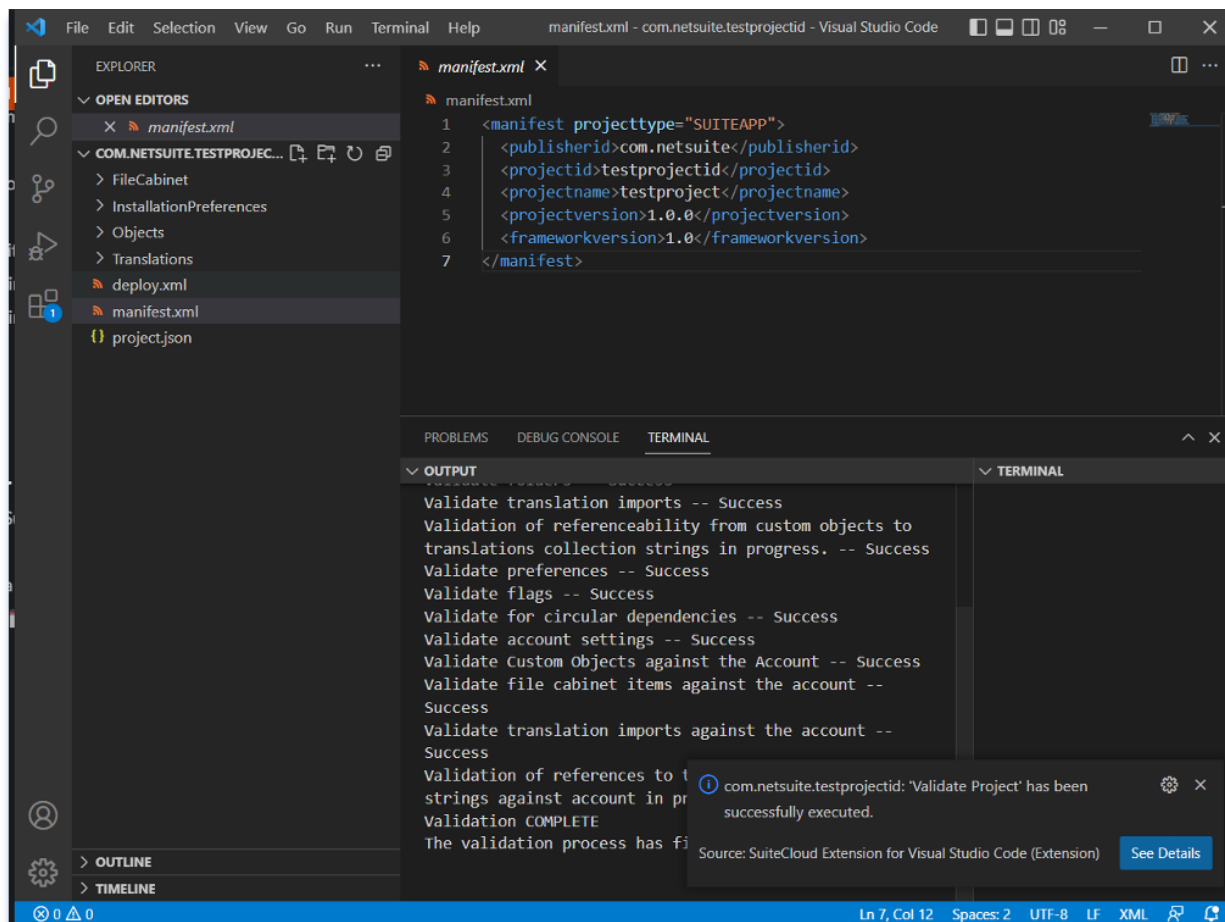 File Edit Selection View Go Run Terminal Help manifest.xml - com.netsuite.testprojectid - Visual Studio Code
EXPLORER
OPEN EDITORS
manifest.xml
COM.NETSUITE.TESTPROJEC...
FileCabinet
InstallationPreferences
Objects
Translations
deploy.xml
manifest.xml
project.json
OUTLINE
TIMELINE
1
manifest.xml
manifest.xml
1 <manifest projecttype="SUITEAPP">
2 <publisherid>com.netsuite</publisherid>
3 <projectid>testprojectid</projectid>
4 <projectname>testproject</projectname>
5 <projectversion>1.0.0</projectversion>
6 <frameworkversion>1.0</frameworkversion>
7 </manifest>
PROBLEMS DEBUG CONSOLE TERMINAL
OUTPUT
Validate translation imports -- Success
Validation of referenceability from custom objects to
translations collection strings in progress. -- Success
Validate preferences -- Success
Validate flags -- Success
Validate for circular dependencies -- Success
Validate account settings -- Success
Validate Custom Objects against the Account -- Success
Validate file cabinet items against the account --
Success
Validate translation imports against the account --
Success
Validation of references to
strings against account in
Validation COMPLETE
The validation process has
TERMINAL
com.netsuite.testprojectid: 'Validate Project' has been
successfully executed.
Source: SuiteCloud Extension for Visual Studio Code (Extension)
See Details
0 0 Ln 7, Col 12 Spaces: 2 UTF-8 LF XML